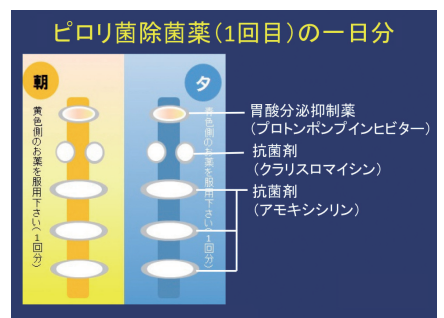 ピロリ菌除菌薬（1回目）の一日分
朝
黄色側のお薬を服用下さい（1回分）
夕
青色側のお薬を服用下さい（1回分）
胃酸分泌抑制薬
（プロトンポンプインヒビター）
抗菌剤
（クラリスロマイシン）
抗菌剤
（アモキシシリン）